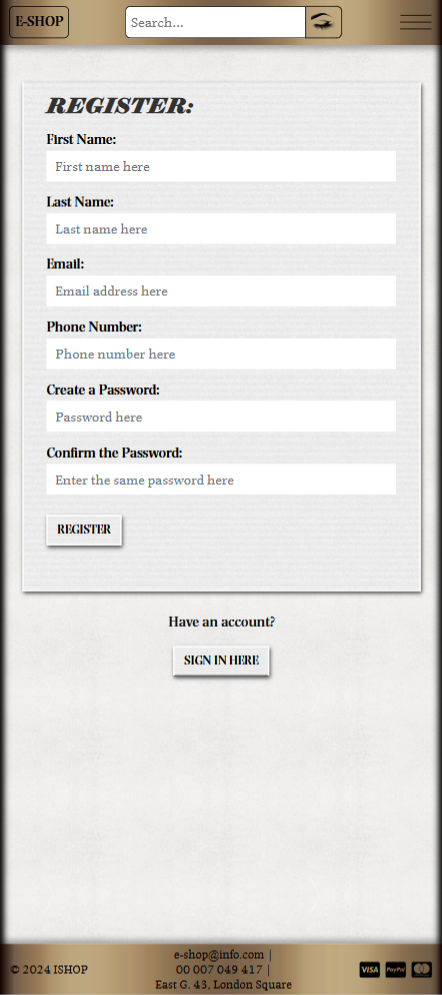 E-SHOP
Search...
REGISTER:
First Name:
First name here
Last Name:
Last name here
Email:
Email address here
Phone Number:
Phone number here
Create a Password:
Password here
Confirm the Password:
Enter the same password here
REGISTER
Have an account?
SIGN IN HERE
© 2024 ISHOP
e-shop@info.com |
00 007 049 417 |
East G. 43, London Square
VISA
PayPal